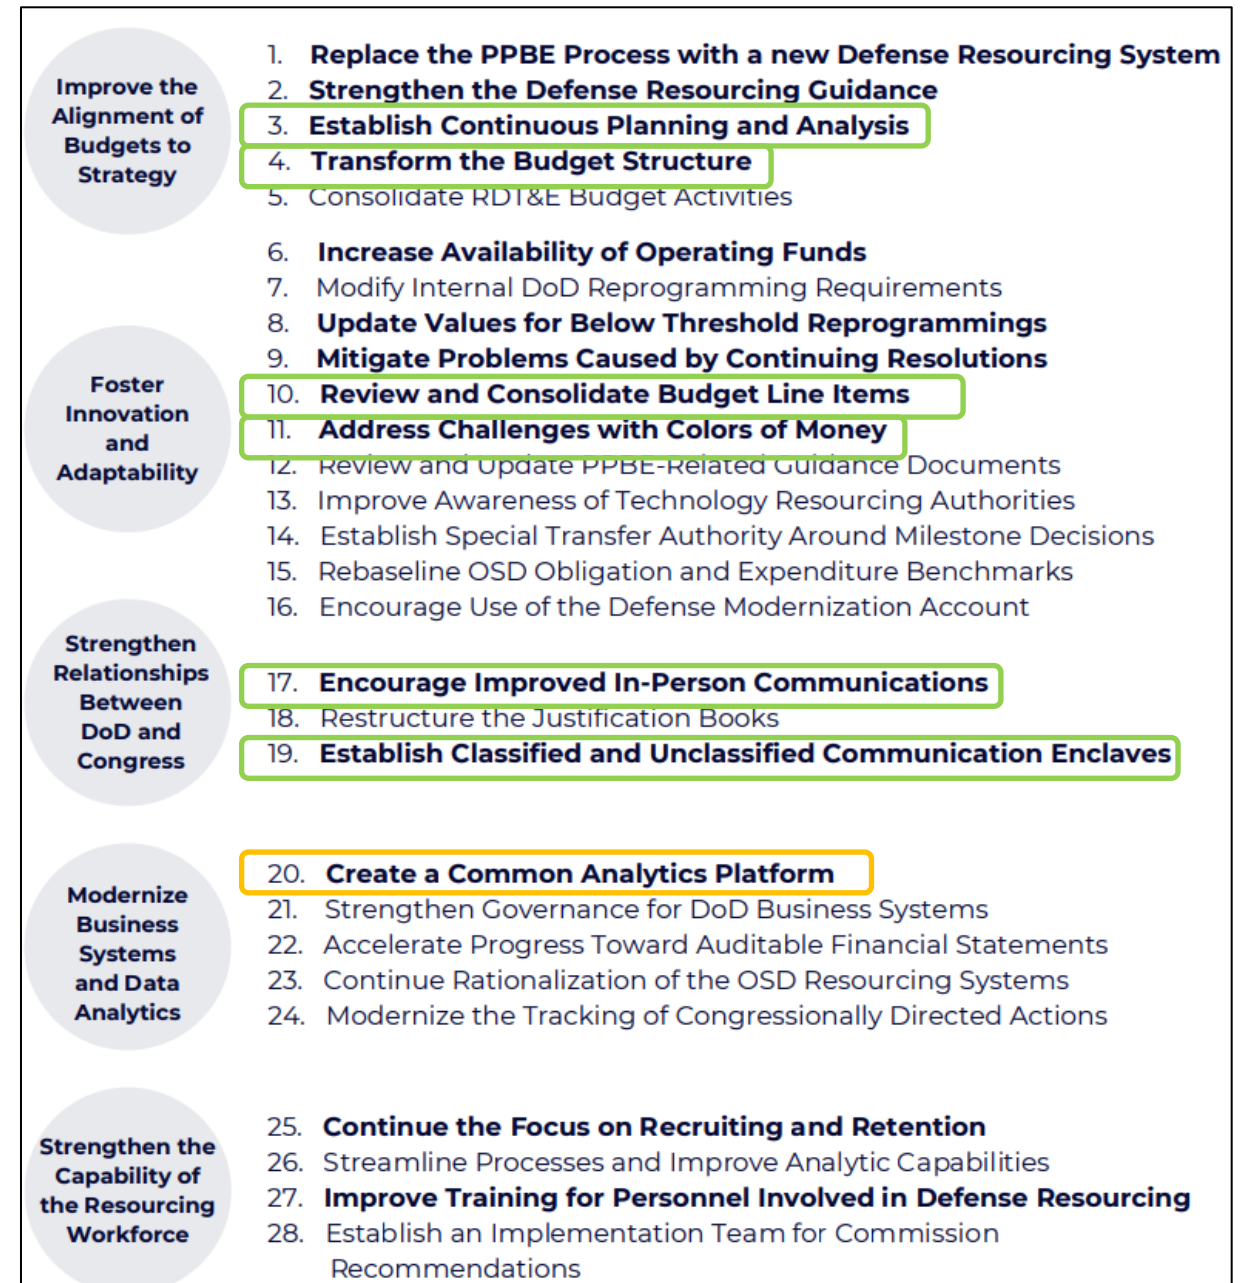 Improve the
Alignment of
Budgets to
Strategy
1. Replace the PPBE Process with a new Defense Resourcing System
2. Strengthen the Defense Resourcing Guidance
3. Establish Continuous Planning and Analysis
4. Transform the Budget Structure
5. Consolidate RDT&E Budget Activities
Foster
Innovation
and
Adaptability
6. Increase Availability of Operating Funds
7. Modify Internal DoD Reprogramming Requirements
8. Update Values for Below Threshold Reprogrammings
9. Mitigate Problems Caused by Continuing Resolutions
10. Review and Consolidate Budget Line Items
11. Address Challenges with Colors of Money
12. Review and Update PPBE-Related Guidance Documents
13. Improve Awareness of Technology Resourcing Authorities
14. Establish Special Transfer Authority Around Milestone Decisions
15. Rebaseline OSD Obligation and Expenditure Benchmarks
16. Encourage Use of the Defense Modernization Account
Strengthen
Relationships
Between
DoD and
Congress
17. Encourage Improved In-Person Communications
18. Restructure the Justification Books
19. Establish Classified and Unclassified Communication Enclaves
Modernize
Business
Systems
and Data
Analytics
20. Create a Common Analytics Platform
21. Strengthen Governance for DoD Business Systems
22. Accelerate Progress Toward Auditable Financial Statements
23. Continue Rationalization of the OSD Resourcing Systems
24. Modernize the Tracking of Congressionally Directed Actions
Strengthen the
Capability of
the Resourcing
Workforce
25. Continue the Focus on Recruiting and Retention
26. Streamline Processes and Improve Analytic Capabilities
27. Improve Training for Personnel Involved in Defense Resourcing
28. Establish an Implementation Team for Commission
Recommendations